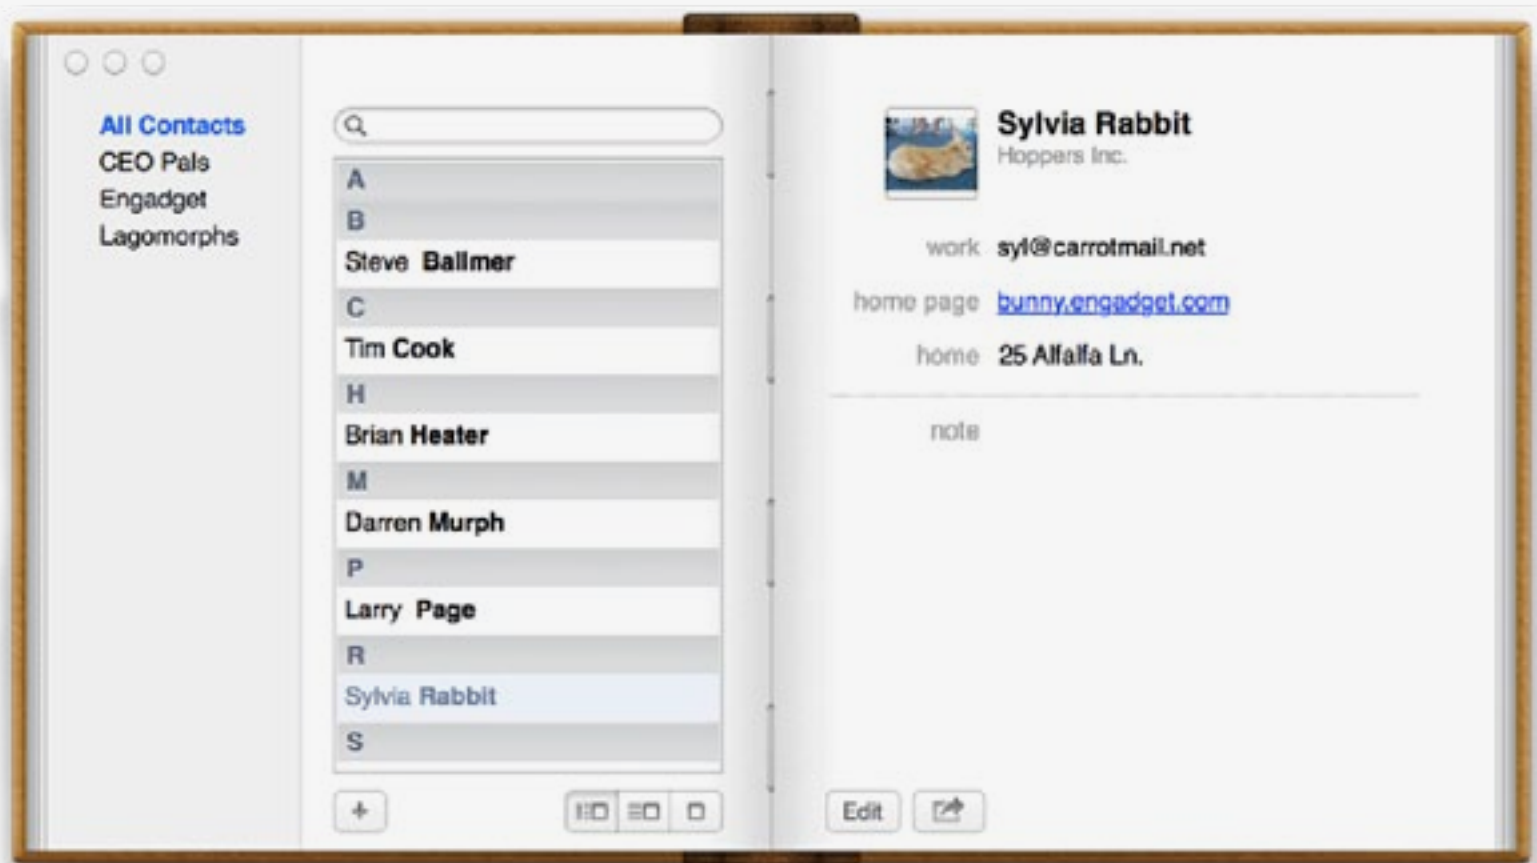 All Contacts
CEO Pals
Engadget
Lagomorphs
A
B
Steve Ballmer
C
Tim Cook
H
Brian Heater
M
Darren Murph
P
Larry Page
R
Sylvia Rabbit
S
Sylvia Rabbit
Hoppers Inc.
work syl@carrotmail.net
home page bunny.engadget.com
home 25 Alfalfa Ln.
note
Edit